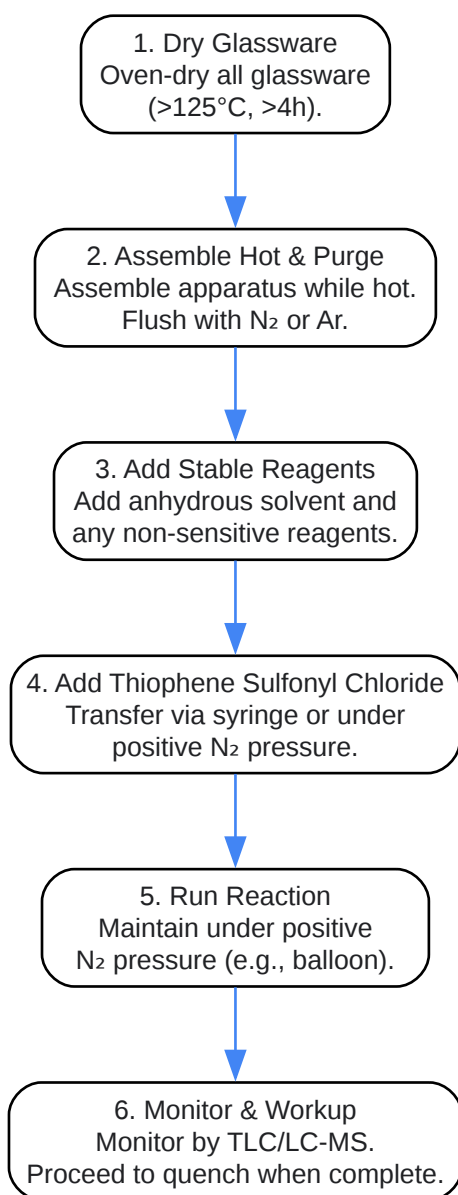 1. Dry Glassware
Oven-dry all glassware
(>125°C, >4h).
2. Assemble Hot & Purge
Assemble apparatus while hot.
Flush with N₂ or Ar.
3. Add Stable Reagents
Add anhydrous solvent and
any non-sensitive reagents.
4. Add Thiophene Sulfonyl Chloride
Transfer via syringe or under
positive N₂ pressure.
5. Run Reaction
Maintain under positive
N₂ pressure (e.g., balloon).
6. Monitor & Workup
Monitor by TLC/LC-MS.
Proceed to quench when complete.